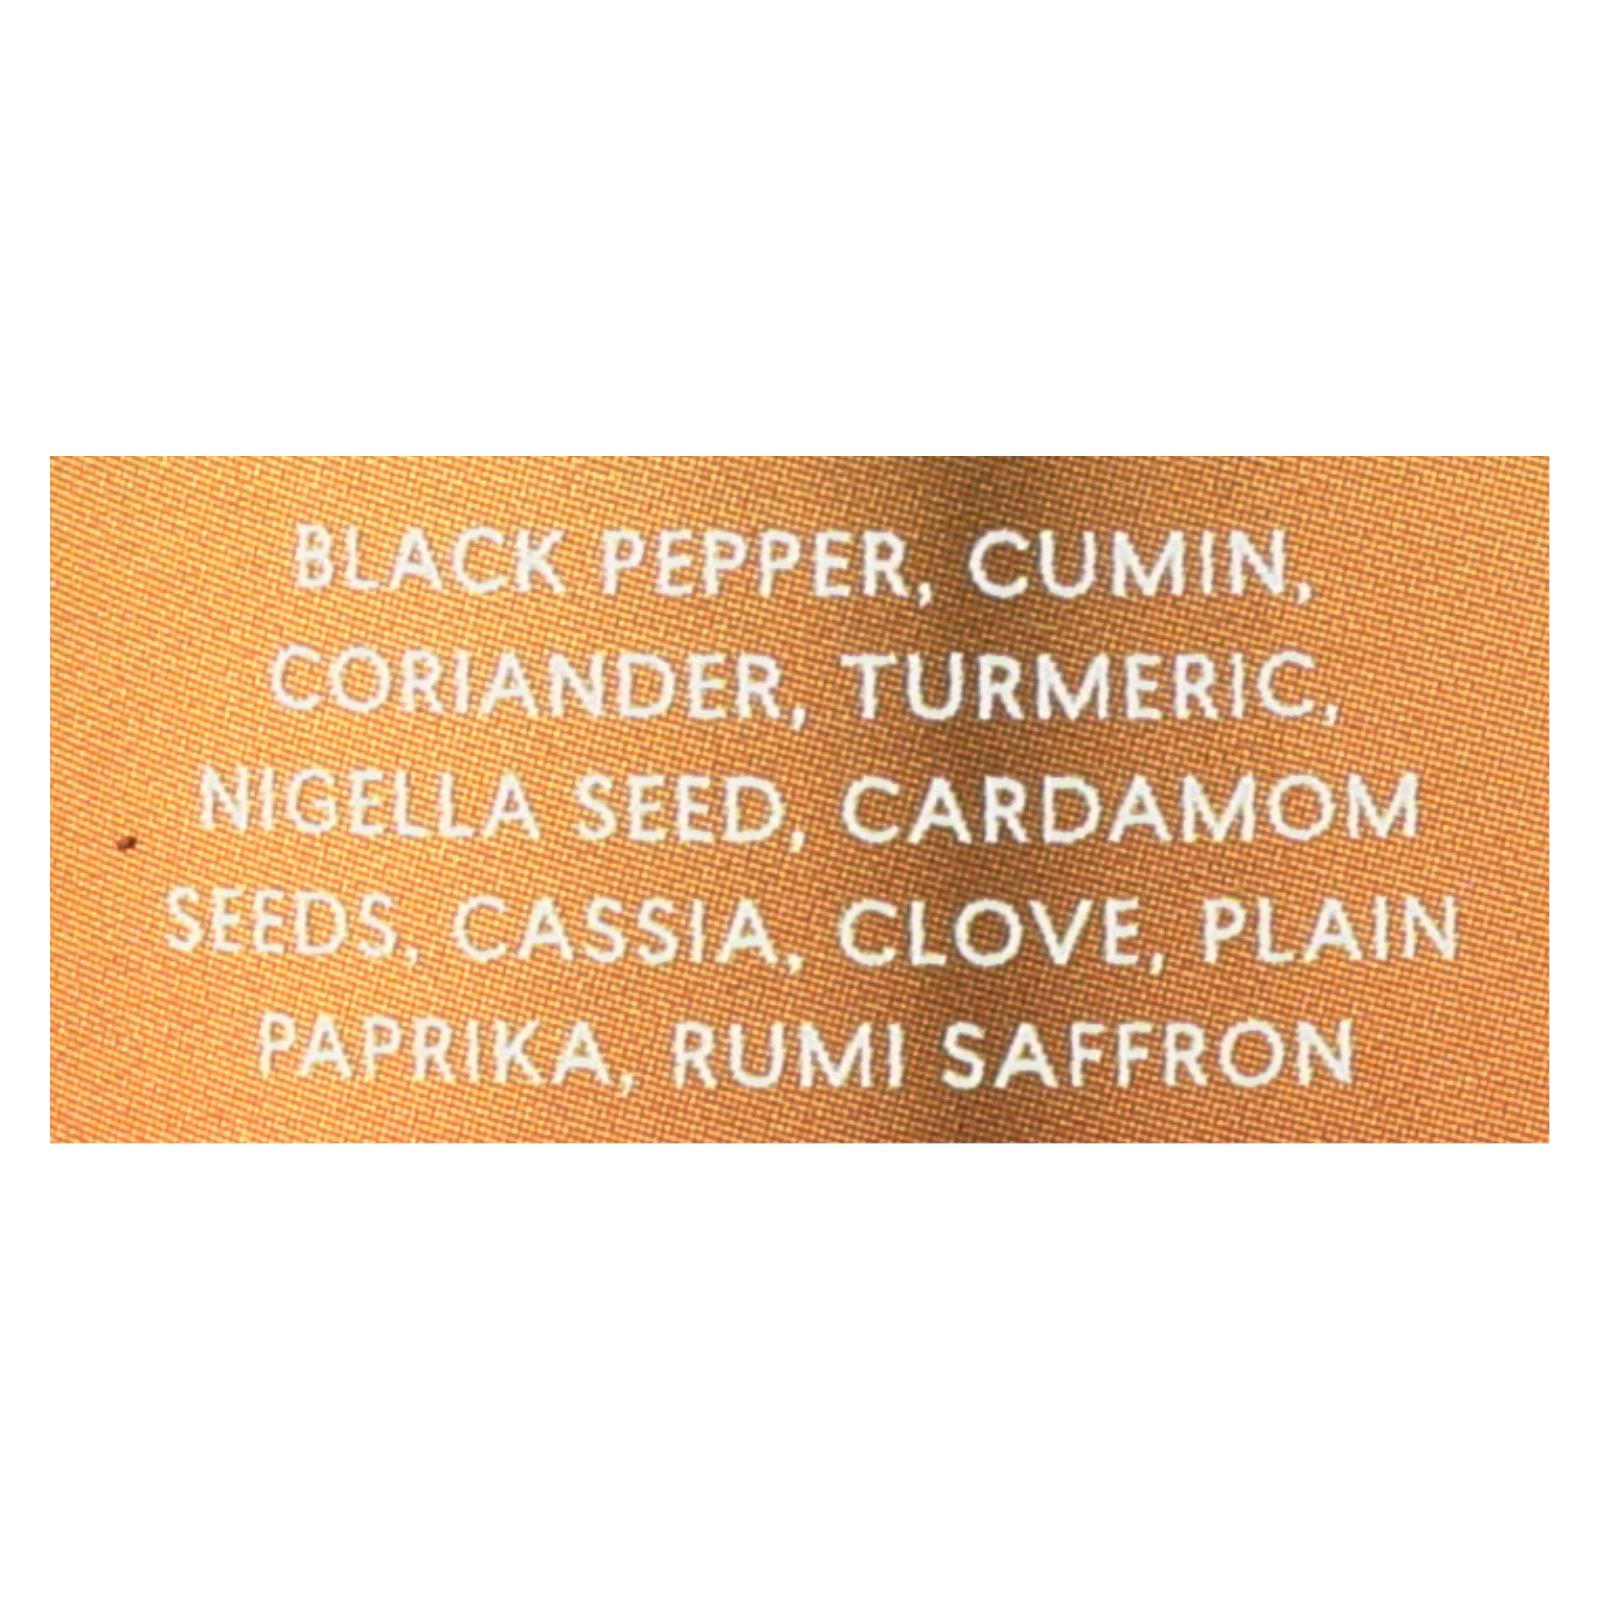 BLACK PEPPER, CUMIN,
CORIANDER, TURMERIC,
NIGELLA SEED, CARDAMOM
SEEDS, CASSIA, CLOVE, PLAIN
PAPRIKA, RUMI SAFFRON